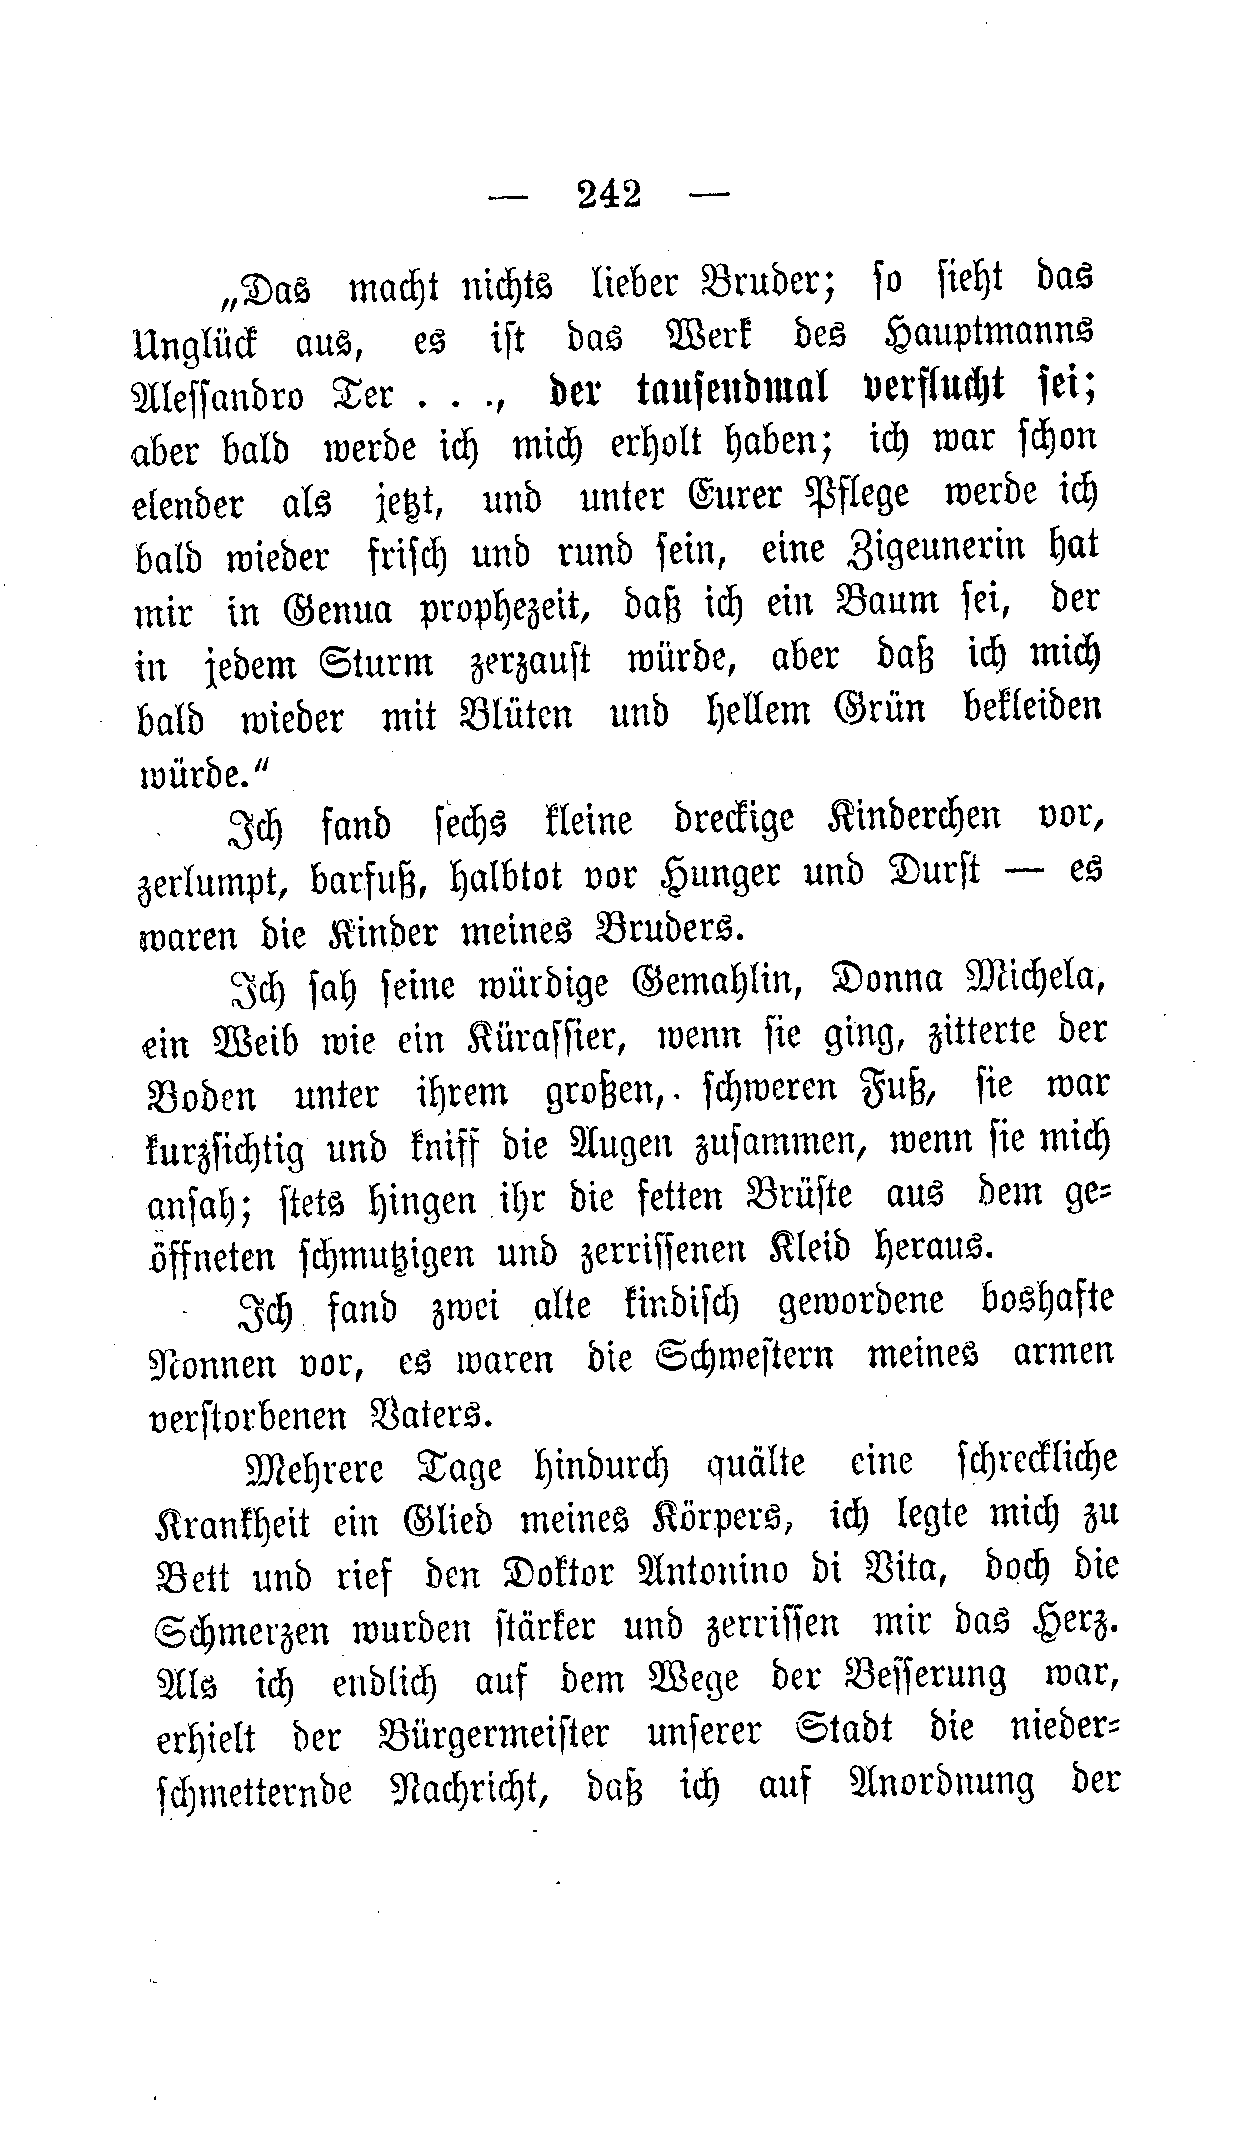 — 242 —
„Das macht nichts lieber Bruder; so sieht das
Unglück aus, es ist das Werk des Hauptmanns
Alessandro Ter . . ., der tausendmal verflucht sei;
aber bald werde ich mich erholt haben; ich war schon
elender als jetzt, und unter Eurer Pflege werde ich
bald wieder frisch und rund sein, eine Zigeunerin hat
mir in Genua prophezeit, daß ich ein Baum sei, der
in jedem Sturm zerzaust würde, aber daß ich mich
bald wieder mit Blüten und hellem Grün bekleiden
würde.“
Ich fand sechs kleine dreckige Kinderchen vor,
zerlumpt, barfuß, halbtot vor Hunger und Durst — es
waren die Kinder meines Bruders.
Ich sah seine würdige Gemahlin, Donna Michela,
ein Weib wie ein Kürassier, wenn sie ging, zitterte der
Boden unter ihrem großen, schweren Fuß, sie war
kurzsichtig und kniff die Augen zusammen, wenn sie mich
ansah; stets hingen ihr die fetten Brüste aus dem ge-
öffneten schmutzigen und zerrissenen Kleid heraus.
Ich fand zwei alte kindisch gewordene boshafte
Nonnen vor, es waren die Schwestern meines armen
verstorbenen Vaters.
Mehrere Tage hindurch quälte eine schreckliche
Krankheit ein Glied meines Körpers, ich legte mich zu
Bett und rief den Doktor Antonino di Vita, doch die
Schmerzen wurden stärker und zerrissen mir das Herz.
Als ich endlich auf dem Wege der Besserung war,
erhielt der Bürgermeister unserer Stadt die nieder-
schmetternde Nachricht, daß ich auf Anordnung der